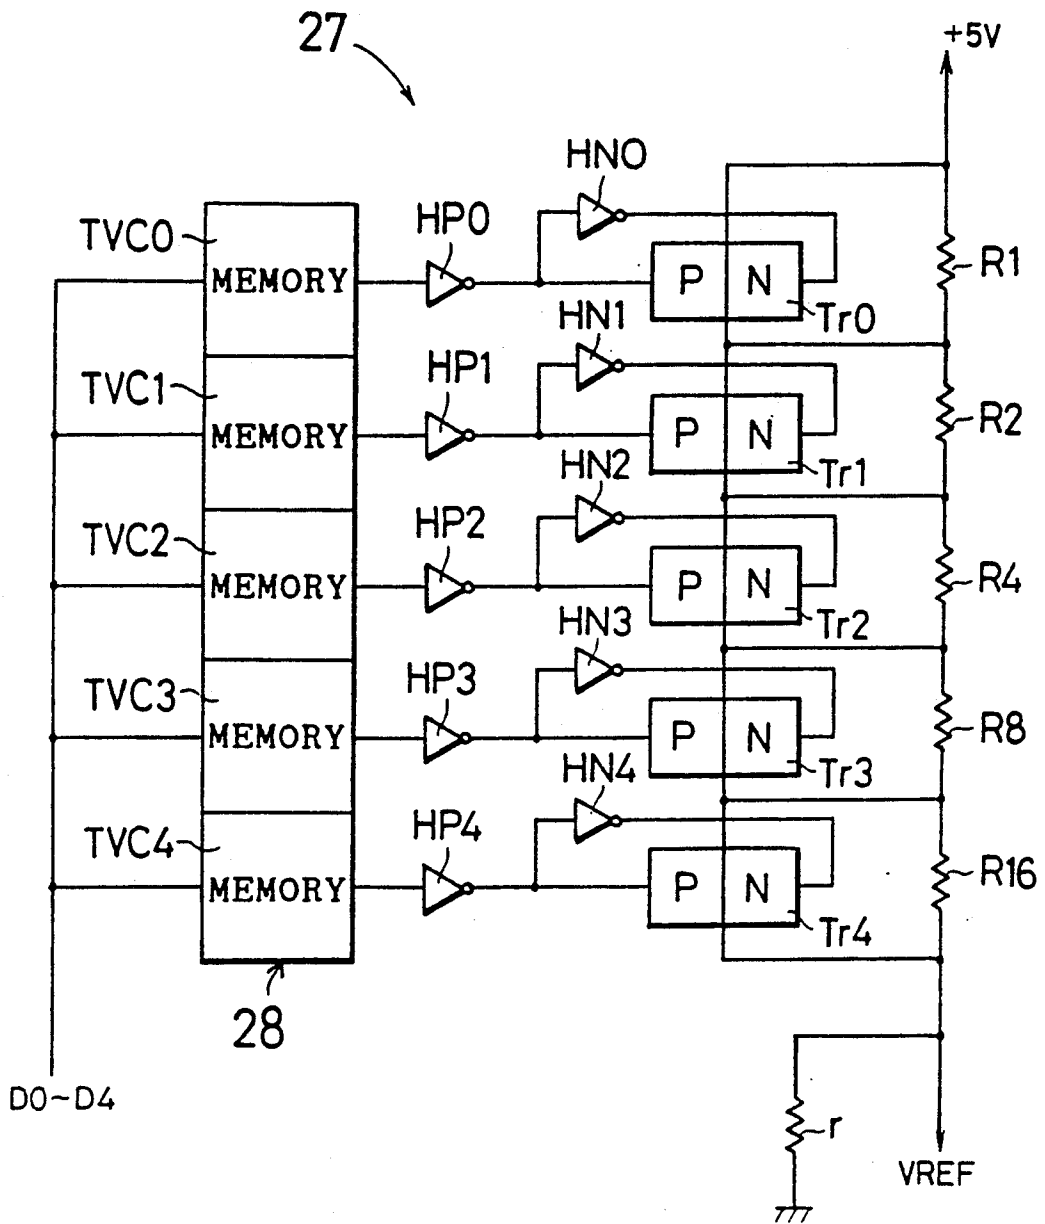 27
+5V
HN0
TVC0
HP0
MEMORY
P N
R1
Tr0
HN1
TVC1
HP1
MEMORY
P N
R2
Tr1
HN2
TVC2
HP2
MEMORY
P N
R4
Tr2
HN3
TVC3
HP3
MEMORY
P N
R8
Tr3
HN4
TVC4
HP4
MEMORY
P N
R16
Tr4
28
D0~D4
r
VREF